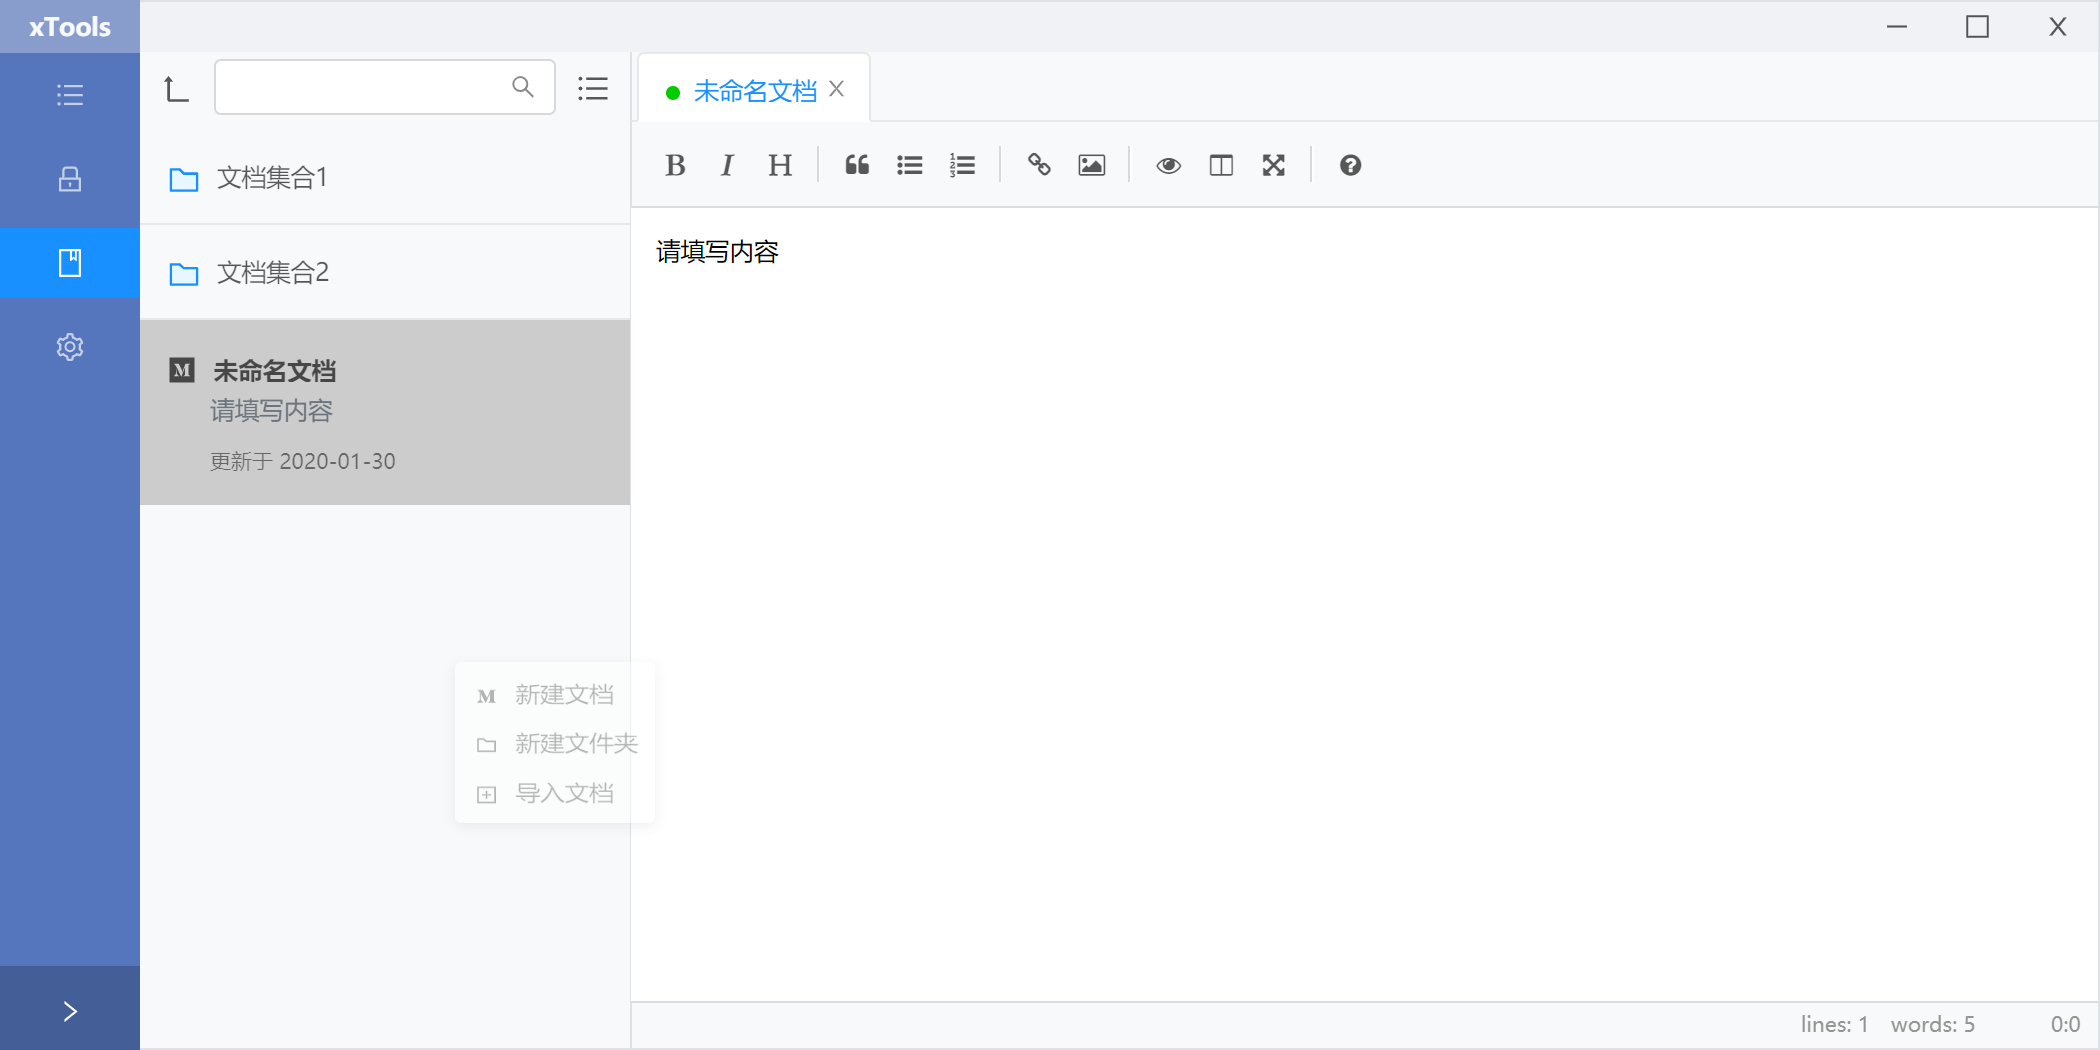 xTools
文档集合1
文档集合2
未命名文档
请填写内容
更新于 2020-01-30
新建文档
新建文件夹
导入文档
未命名文档
B I H
请填写内容
lines: 1 words: 5 0:0